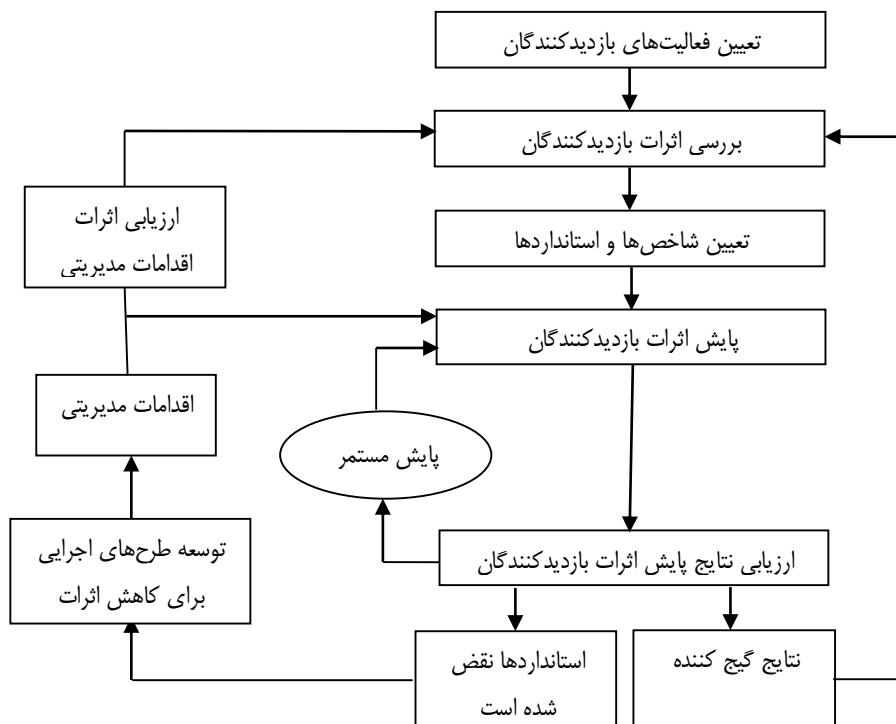 تعیین فعالیت‌های بازدیدکنندگان
بررسی اثرات بازدیدکنندگان
ارزیابی اثرات
اقدامات مدیریتی
تعیین شاخص‌ها و استانداردها
پایش اثرات بازدیدکنندگان
اقدامات مدیریتی
پایش مستمر
توسعه طرح‌های اجرایی
برای کاهش اثرات
ارزیابی نتایج پایش اثرات بازدیدکنندگان
استانداردها نقض
شده است
نتایج گیج کننده